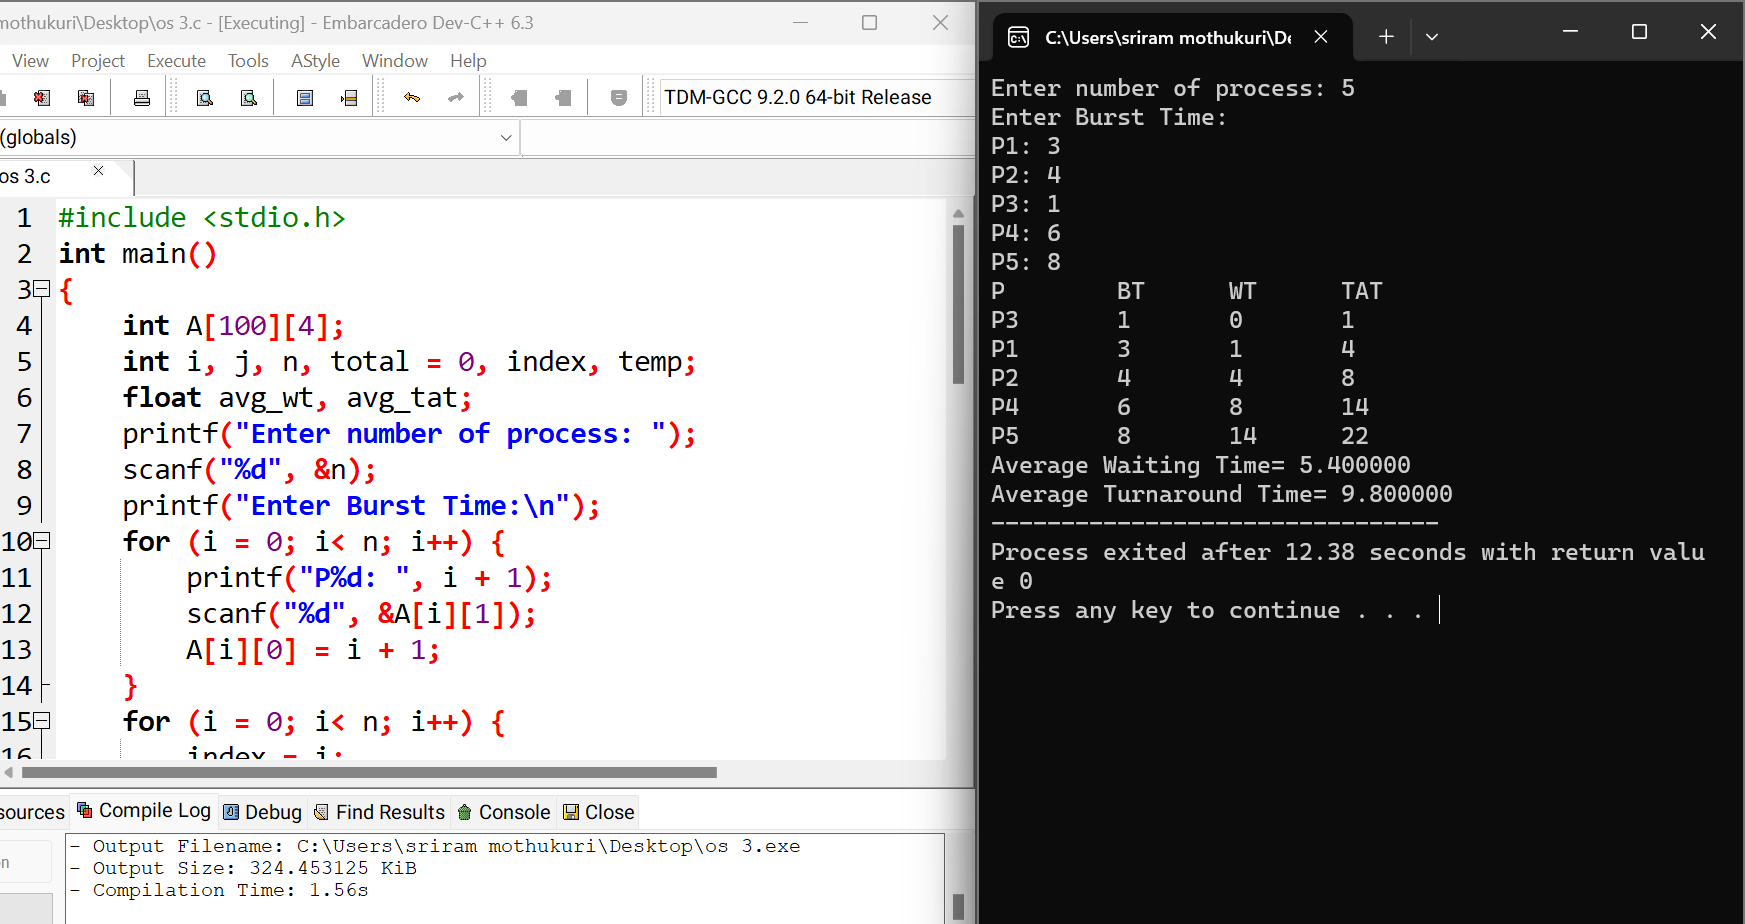 mothukuri\Desktop\os 3.c - [Executing] - Embarcadero Dev-C++ 6.3
View Project Execute Tools AStyle Window Help
TDM-GCC 9.2.0 64-bit Release
(globals)
os 3.c
1 #include <stdio.h>
2 int main()
3 {
4 int A[100][4];
5 int i, j, n, total = 0, index, temp;
6 float avg_wt, avg_tat;
7 printf("Enter number of process: ");
8 scanf("%d", &n);
9 printf("Enter Burst Time:\n");
10 for (i = 0; i< n; i++) {
11 printf("P%d: ", i + 1);
12 scanf("%d", &A[i][1]);
13 A[i][0] = i + 1;
14 }
15 for (i = 0; i< n; i++) {
16 index = i;
sources Compile Log Debug Find Results Console Close
- Output Filename: C:\Users\sriram mothukuri\Desktop\os 3.exe
- Output Size: 324.453125 KiB
- Compilation Time: 1.56s
C:\Users\sriram mothukuri\De
Enter number of process: 5
Enter Burst Time:
P1: 3
P2: 4
P3: 1
P4: 6
P5: 8
P BT WT TAT
P3 1 0 1
P1 3 1 4
P2 4 4 8
P4 6 8 14
P5 8 14 22
Average Waiting Time= 5.400000
Average Turnaround Time= 9.800000
--------------------------------
Process exited after 12.38 seconds with return valu
e 0
Press any key to continue . . .